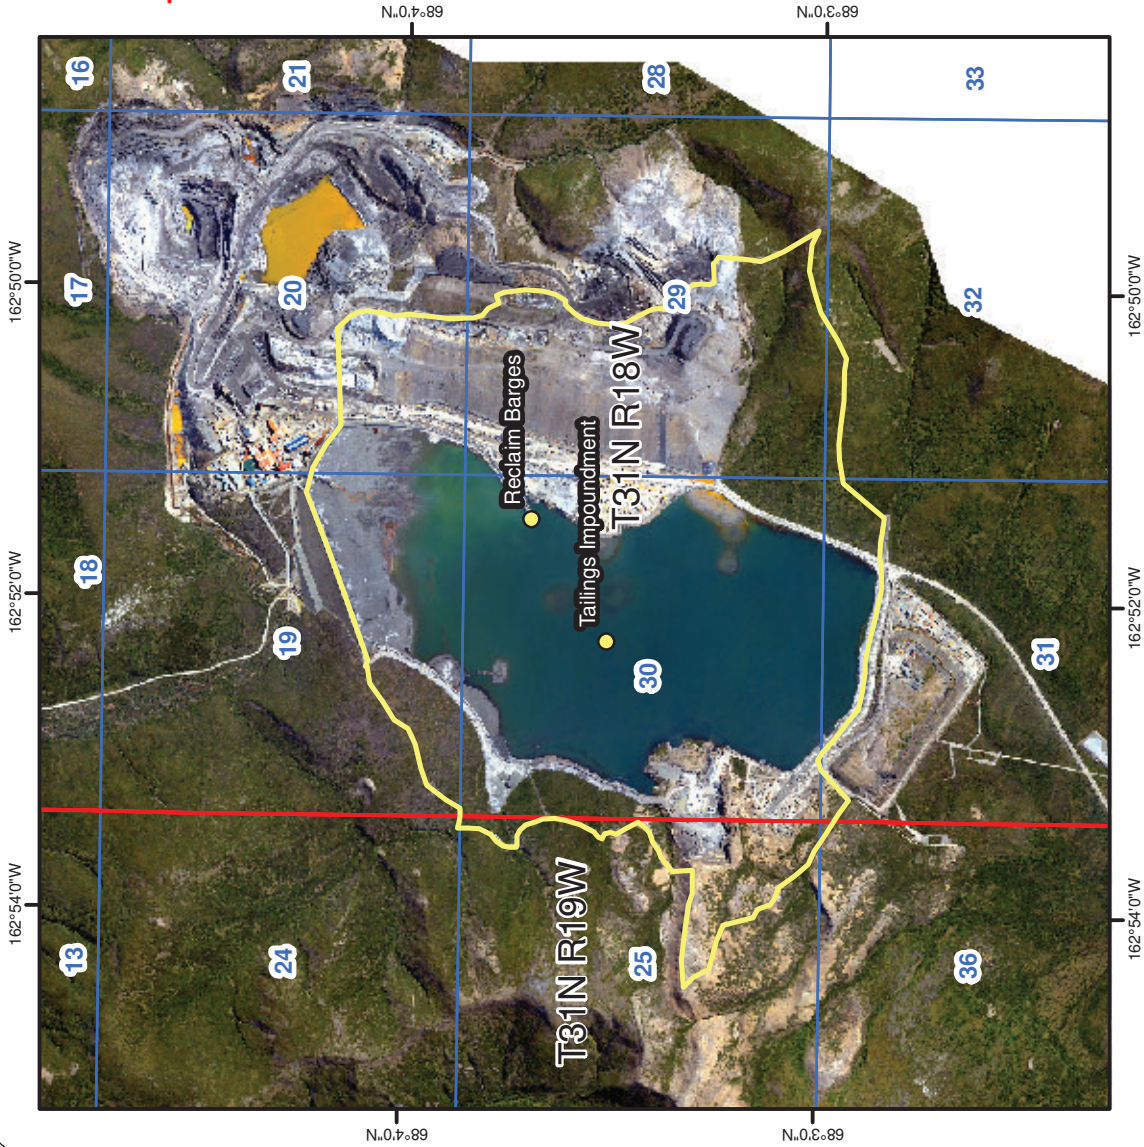 68°4'0"N
68°3'0"N
16
21
28
33
17
20
29
32
162°50'0"W
162°50'0"W
Reclaim Barges
Tailings Impoundment
T31N R18W
18
19
30
31
162°52'0"W
162°52'0"W
T31N R19W
13
24
25
36
162°54'0"W
162°54'0"W
68°4'0"N
68°3'0"N